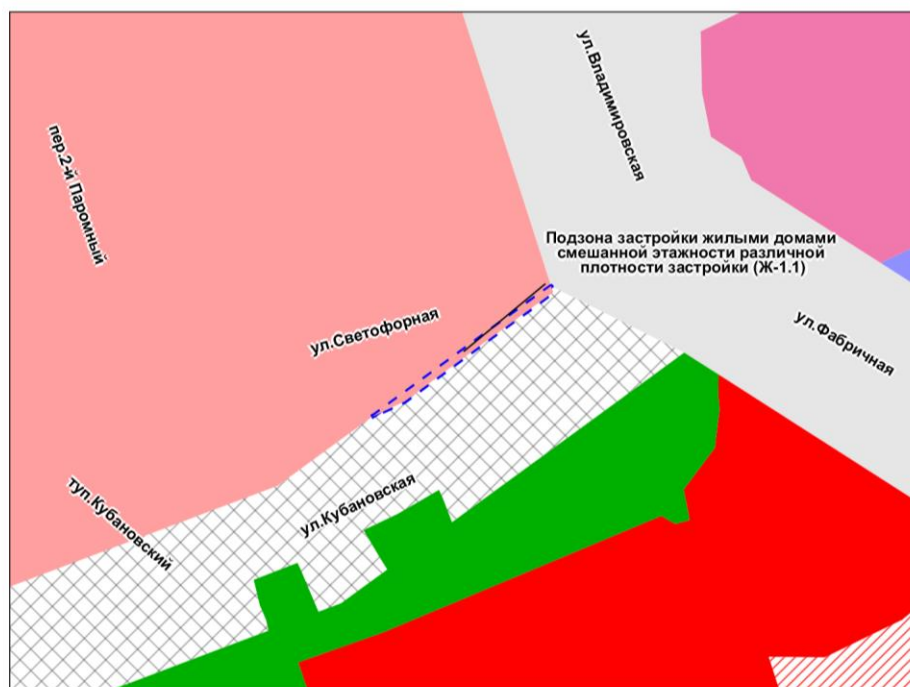 ул.Владимировская
пер.2-й Паромный
Подзона застройки жилыми домами
смешанной этажности различной
плотности застройки (Ж-1.1)
ул.Светофорная
ул.Фабричная
ул.Кубановская
туп.Кубановский